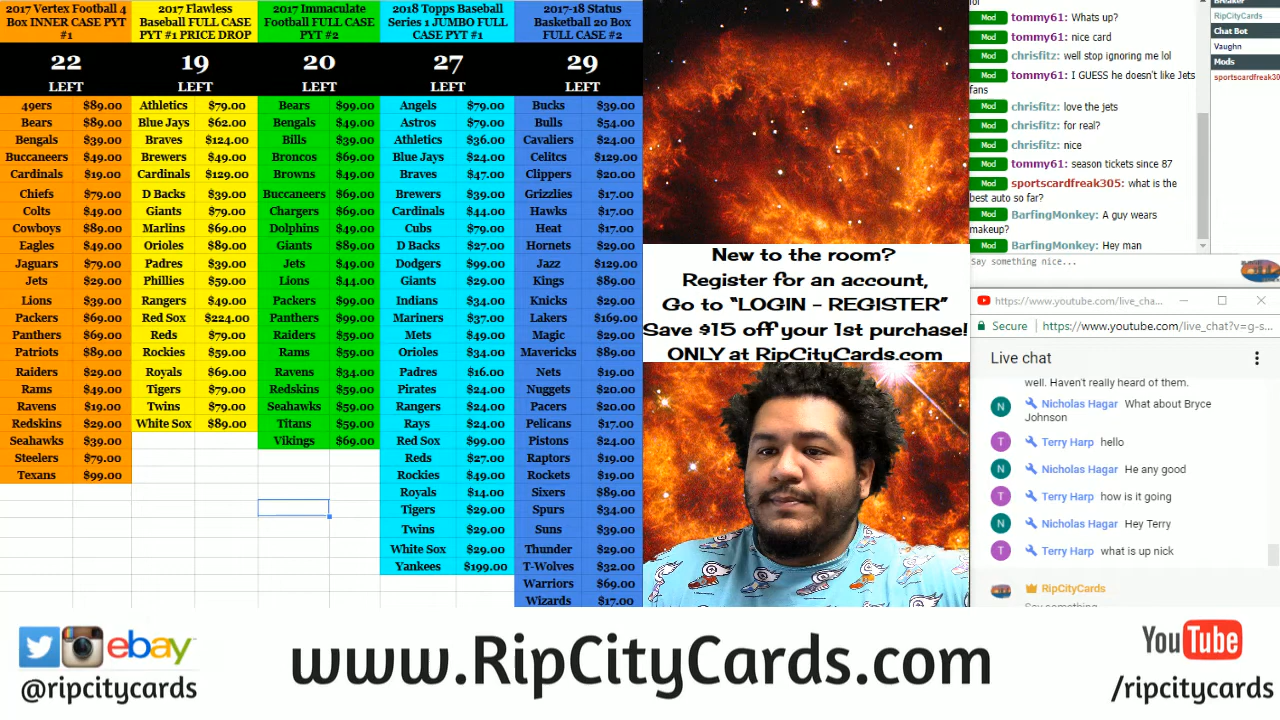 2017 Vertex Football 4
Box INNER CASE PYT
#1
22
LEFT
49ers $89.00
Bears $89.00
Bengals $39.00
Buccaneers $49.00
Cardinals $19.00
Chiefs $79.00
Colts $49.00
Cowboys $89.00
Eagles $49.00
Jaguars $79.00
Jets $29.00
Lions $39.00
Packers $69.00
Panthers $69.00
Patriots $89.00
Raiders $29.00
Rams $49.00
Ravens $19.00
Redskins $29.00
Seahawks $39.00
Steelers $79.00
Texans $99.00
2017 Flawless
Baseball FULL CASE
PYT #1 PRICE DROP
19
LEFT
Athletics $79.00
Blue Jays $62.00
Braves $124.00
Brewers $49.00
Cardinals $129.00
D Backs $39.00
Giants $79.00
Marlins $69.00
Orioles $89.00
Padres $39.00
Phillies $59.00
Rangers $49.00
Red Sox $224.00
Reds $79.00
Rockies $59.00
Royals $69.00
Tigers $79.00
Twins $79.00
White Sox $89.00
2017 Immaculate
Football FULL CASE
PYT #2
20
LEFT
Bears $99.00
Bengals $49.00
Bills $39.00
Broncos $69.00
Browns $49.00
Buccaneers $69.00
Chargers $69.00
Dolphins $49.00
Giants $89.00
Jets $49.00
Lions $44.00
Packers $99.00
Panthers $99.00
Raiders $59.00
Rams $59.00
Ravens $34.00
Redskins $59.00
Seahawks $59.00
Titans $59.00
Vikings $69.00
2018 Topps Baseball
Series 1 JUMBO FULL
CASE PYT #1
27
LEFT
Angels $79.00
Astros $79.00
Athletics $36.00
Blue Jays $24.00
Braves $47.00
Brewers $39.00
Cardinals $44.00
Cubs $79.00
D Backs $27.00
Dodgers $99.00
Giants $29.00
Indians $34.00
Mariners $37.00
Mets $49.00
Orioles $34.00
Padres $16.00
Pirates $24.00
Rangers $24.00
Rays $24.00
Red Sox $99.00
Reds $27.00
Rockies $49.00
Royals $14.00
Tigers $29.00
Twins $29.00
White Sox $29.00
Yankees $199.00
2017-18 Status
Basketball 20 Box
FULL CASE #2
29
LEFT
Bucks $39.00
Bulls $54.00
Cavaliers $24.00
Celitcs $129.00
Clippers $20.00
Grizzlies $17.00
Hawks $17.00
Heat $17.00
Hornets $29.00
Jazz $129.00
Kings $89.00
Knicks $29.00
Lakers $169.00
Magic $29.00
Mavericks $89.00
Nets $19.00
Nuggets $20.00
Pacers $20.00
Pelicans $17.00
Pistons $24.00
Raptors $19.00
Rockets $19.00
Sixers $89.00
Spurs $34.00
Suns $39.00
Thunder $29.00
T-Wolves $32.00
Warriors $69.00
Wizards $17.00
New to the room?
Register for an account,
Go to "LOGIN - REGISTER"
Save $15 off your 1st purchase!
ONLY at RipCityCards.com
lol
Mod tommy61: Whats up?
Mod tommy61: nice card
Mod chrisfitz: well stop ignoring me lol
Mod tommy61: I GUESS he doesn't like Jets
fans
Mod chrisfitz: love the jets
Mod chrisfitz: for real?
Mod chrisfitz: nice
Mod tommy61: season tickets since 87
Mod sportscardfreak305: what is the
best auto so far?
Mod BarfingMonkey: A guy wears
makeup?
Mod BarfingMonkey: Hey man
Say something nice...
Breaker
RipCityCards
Chat Bot
Vaughn
Mods
sportscardfreak30
https://www.youtube.com/live_cha...
Secure https://www.youtube.com/live_chat?v=g-s...
Live chat
well. Haven't really heard of them.
N Nicholas Hagar What about Bryce
Johnson
T Terry Harp hello
N Nicholas Hagar He any good
T Terry Harp how is it going
N Nicholas Hagar Hey Terry
T Terry Harp what is up nick
RipCityCards
Say something...
ebay
@ripcitycards
www.RipCityCards.com
YouTube
/ripcitycards